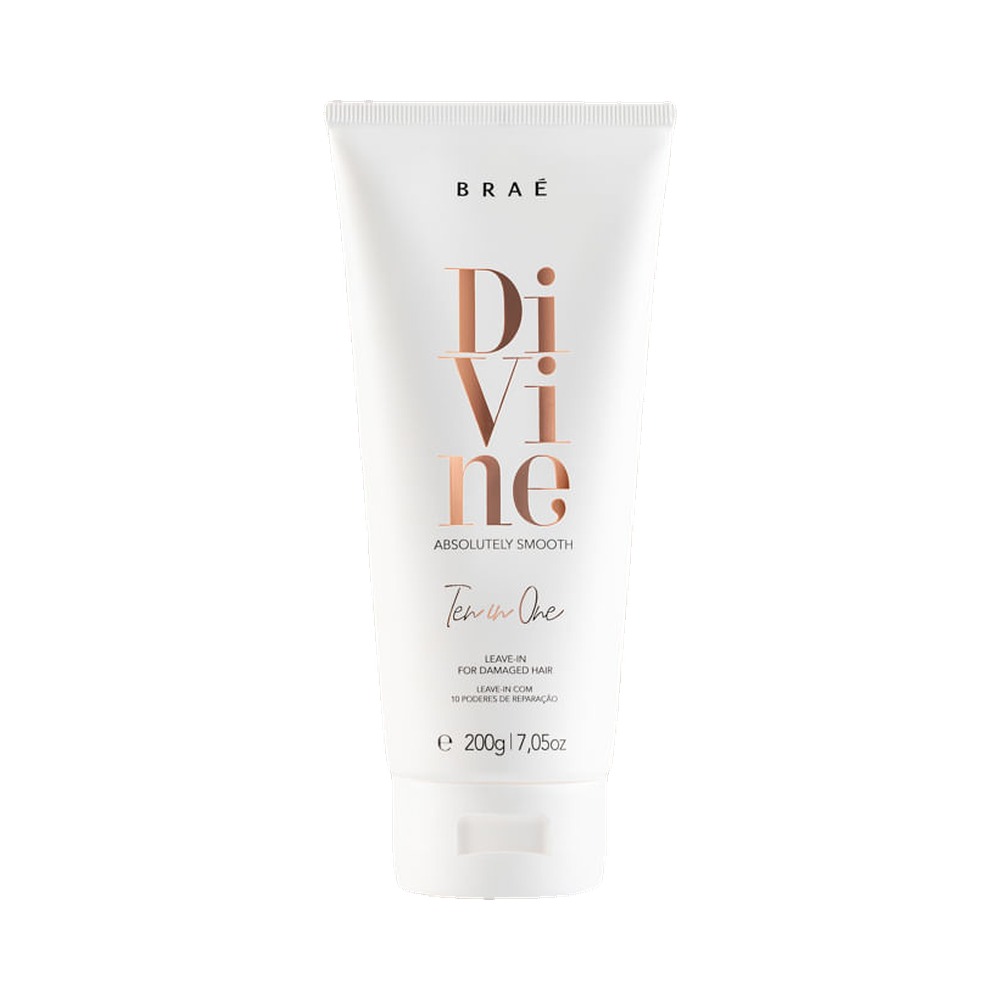 BRAÉ
Di
Vi
ne
ABSOLUTELY SMOOTH
Ten in One
LEAVE-IN
FOR DAMAGED HAIR
LEAVE-IN COM
10 PODERES DE REPARAÇÃO
e 200g | 7,05oz